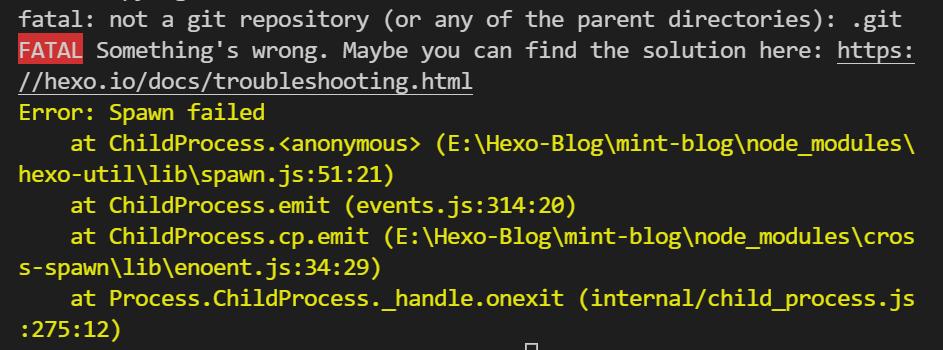 fatal: not a git repository (or any of the parent directories): .git
FATAL Something's wrong. Maybe you can find the solution here: https:
//hexo.io/docs/troubleshooting.html
Error: Spawn failed
    at ChildProcess.<anonymous> (E:\Hexo-Blog\mint-blog\node_modules\
hexo-util\lib\spawn.js:51:21)
    at ChildProcess.emit (events.js:314:20)
    at ChildProcess.cp.emit (E:\Hexo-Blog\mint-blog\node_modules\cros
s-spawn\lib\enoent.js:34:29)
    at Process.ChildProcess._handle.onexit (internal/child_process.js
:275:12)